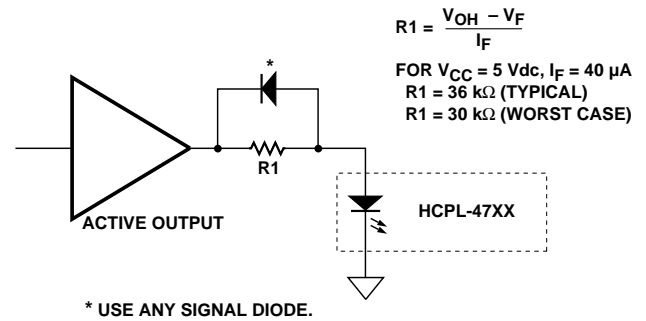 R1 = V_OH – V_F
I_F
FOR V_CC = 5 Vdc, I_F = 40 µA
R1 = 36 kΩ (TYPICAL)
R1 = 30 kΩ (WORST CASE)
*
R1
HCPL-47XX
ACTIVE OUTPUT
* USE ANY SIGNAL DIODE.